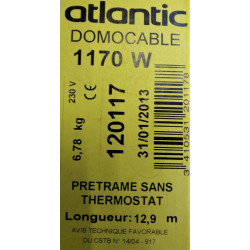 atlantic
DOMOCABLE
1170 W
230 V
CE
6,78 kg
120117
31/01/2013
3410531201178
PRETRAME SANS
THERMOSTAT
Longueur: 12,9 m
AVIS TECHNIQUE FAVORABLE
DU CSTB N° 14/04 - 917